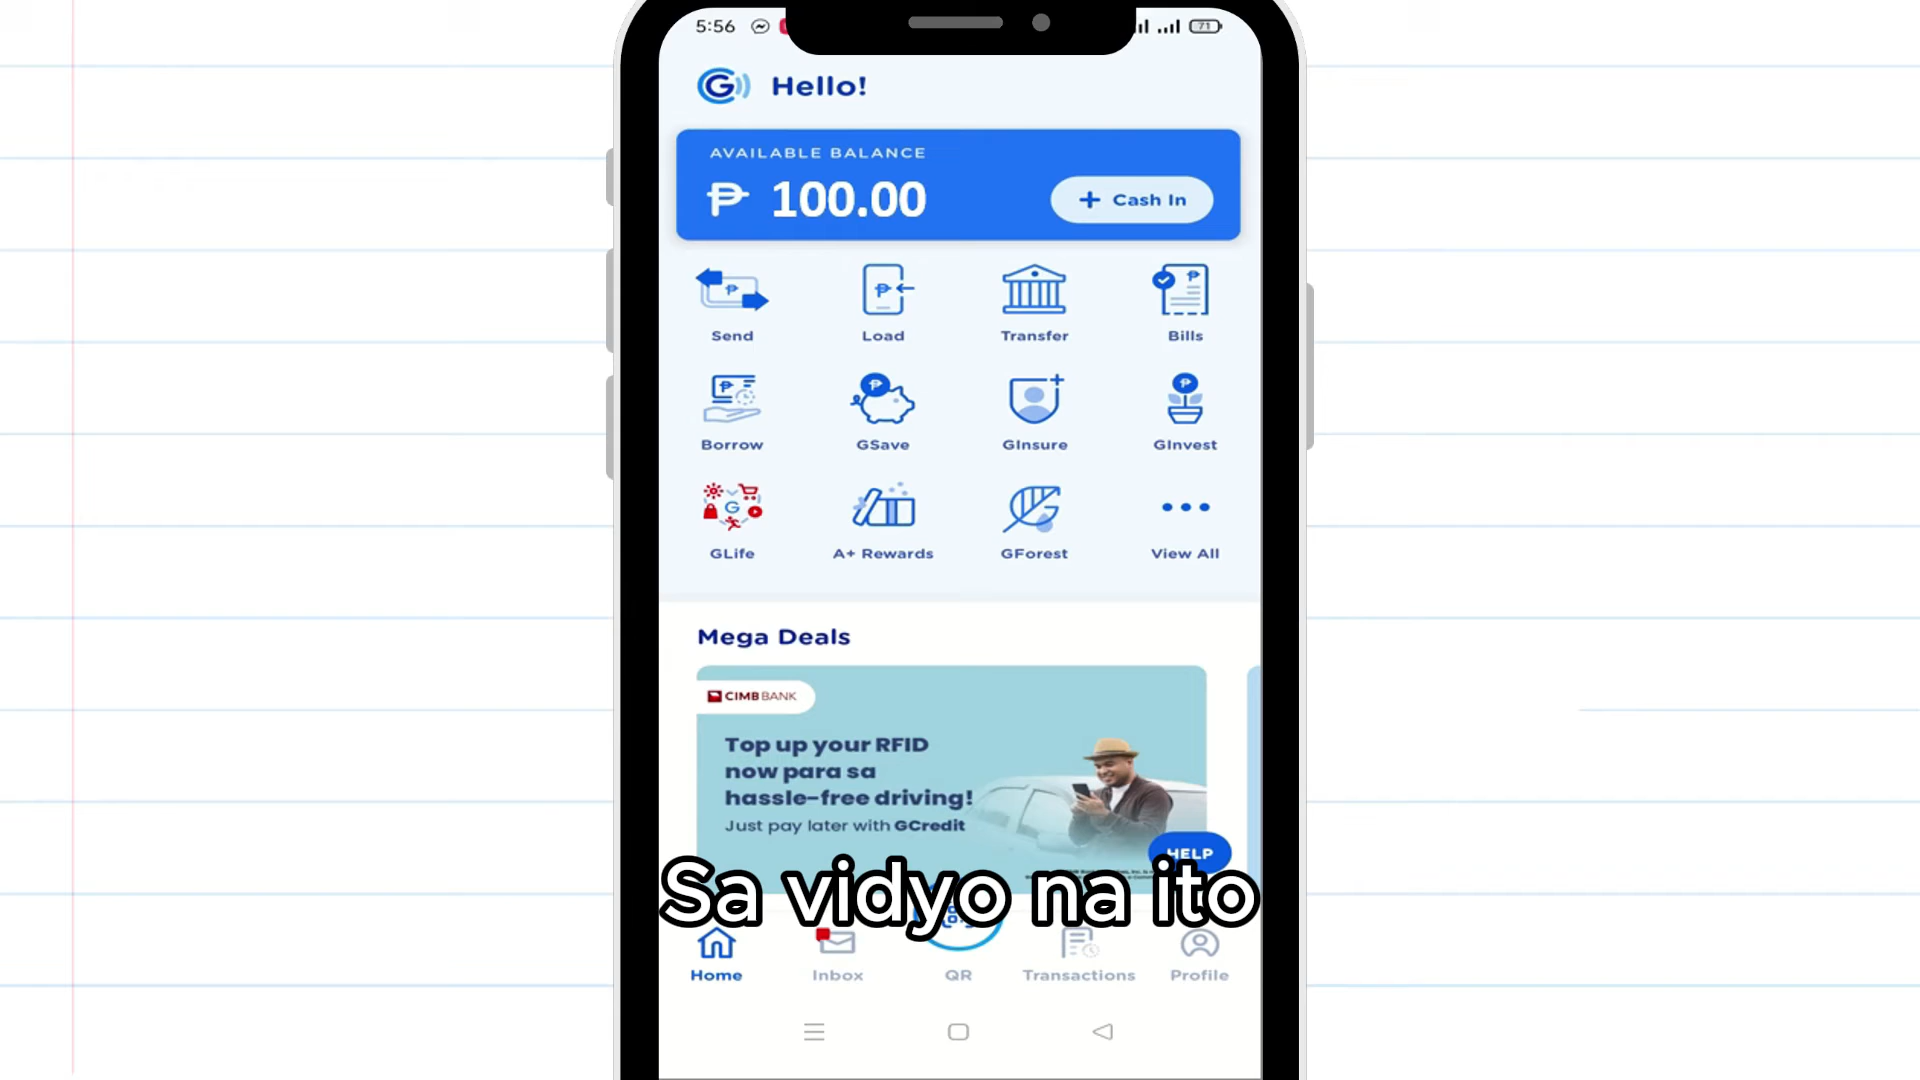 5:56
71
Hello!
AVAILABLE BALANCE
₱ 100.00
+ Cash In
Send
Load
Transfer
Bills
Borrow
GSave
GInsure
GInvest
GLife
A+ Rewards
GForest
View All
Mega Deals
CIMB BANK
Top up your RFID
now para sa
hassle-free driving!
Just pay later with GCredit
HELP
Sa vidyo na ito
Home
Inbox
QR
Transactions
Profile